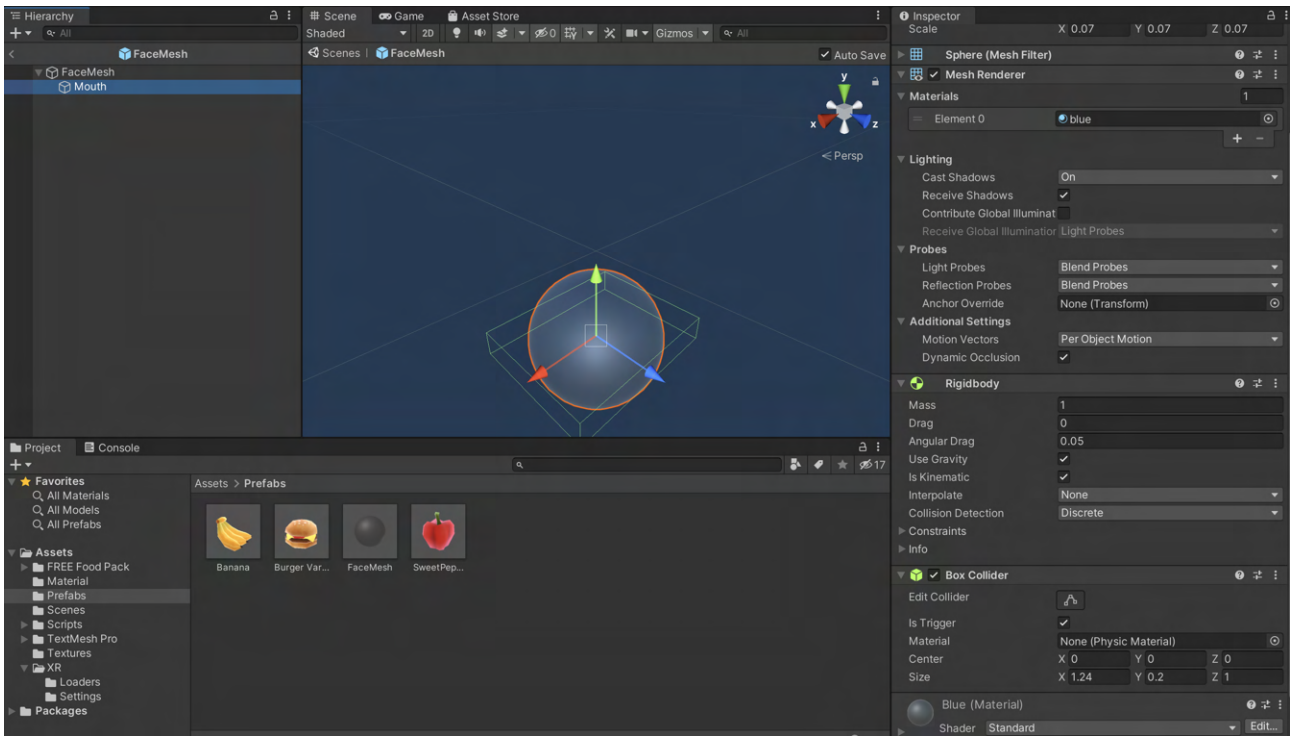 Hierarchy
All
FaceMesh
FaceMesh
Mouth
Scene Game Asset Store
Shaded 2D 0 Gizmos All
Scenes | FaceMesh Auto Save
y
x z
Persp
Project Console
17
Favorites
All Materials
All Models
All Prefabs
Assets
FREE Food Pack
Material
Prefabs
Scenes
Scripts
TextMesh Pro
Textures
XR
Loaders
Settings
Packages
Assets > Prefabs
Banana Burger Var... FaceMesh SweetPep...
Inspector
Scale X 0.07 Y 0.07 Z 0.07
Sphere (Mesh Filter)
Mesh Renderer
Materials 1
Element 0 blue
Lighting
Cast Shadows On
Receive Shadows
Contribute Global Illuminat
Receive Global Illumination Light Probes
Probes
Light Probes Blend Probes
Reflection Probes Blend Probes
Anchor Override None (Transform)
Additional Settings
Motion Vectors Per Object Motion
Dynamic Occlusion
Rigidbody
Mass 1
Drag 0
Angular Drag 0.05
Use Gravity
Is Kinematic
Interpolate None
Collision Detection Discrete
Constraints
Info
Box Collider
Edit Collider
Is Trigger
Material None (Physic Material)
Center X 0 Y 0 Z 0
Size X 1.24 Y 0.2 Z 1
Blue (Material)
Shader Standard Edit...